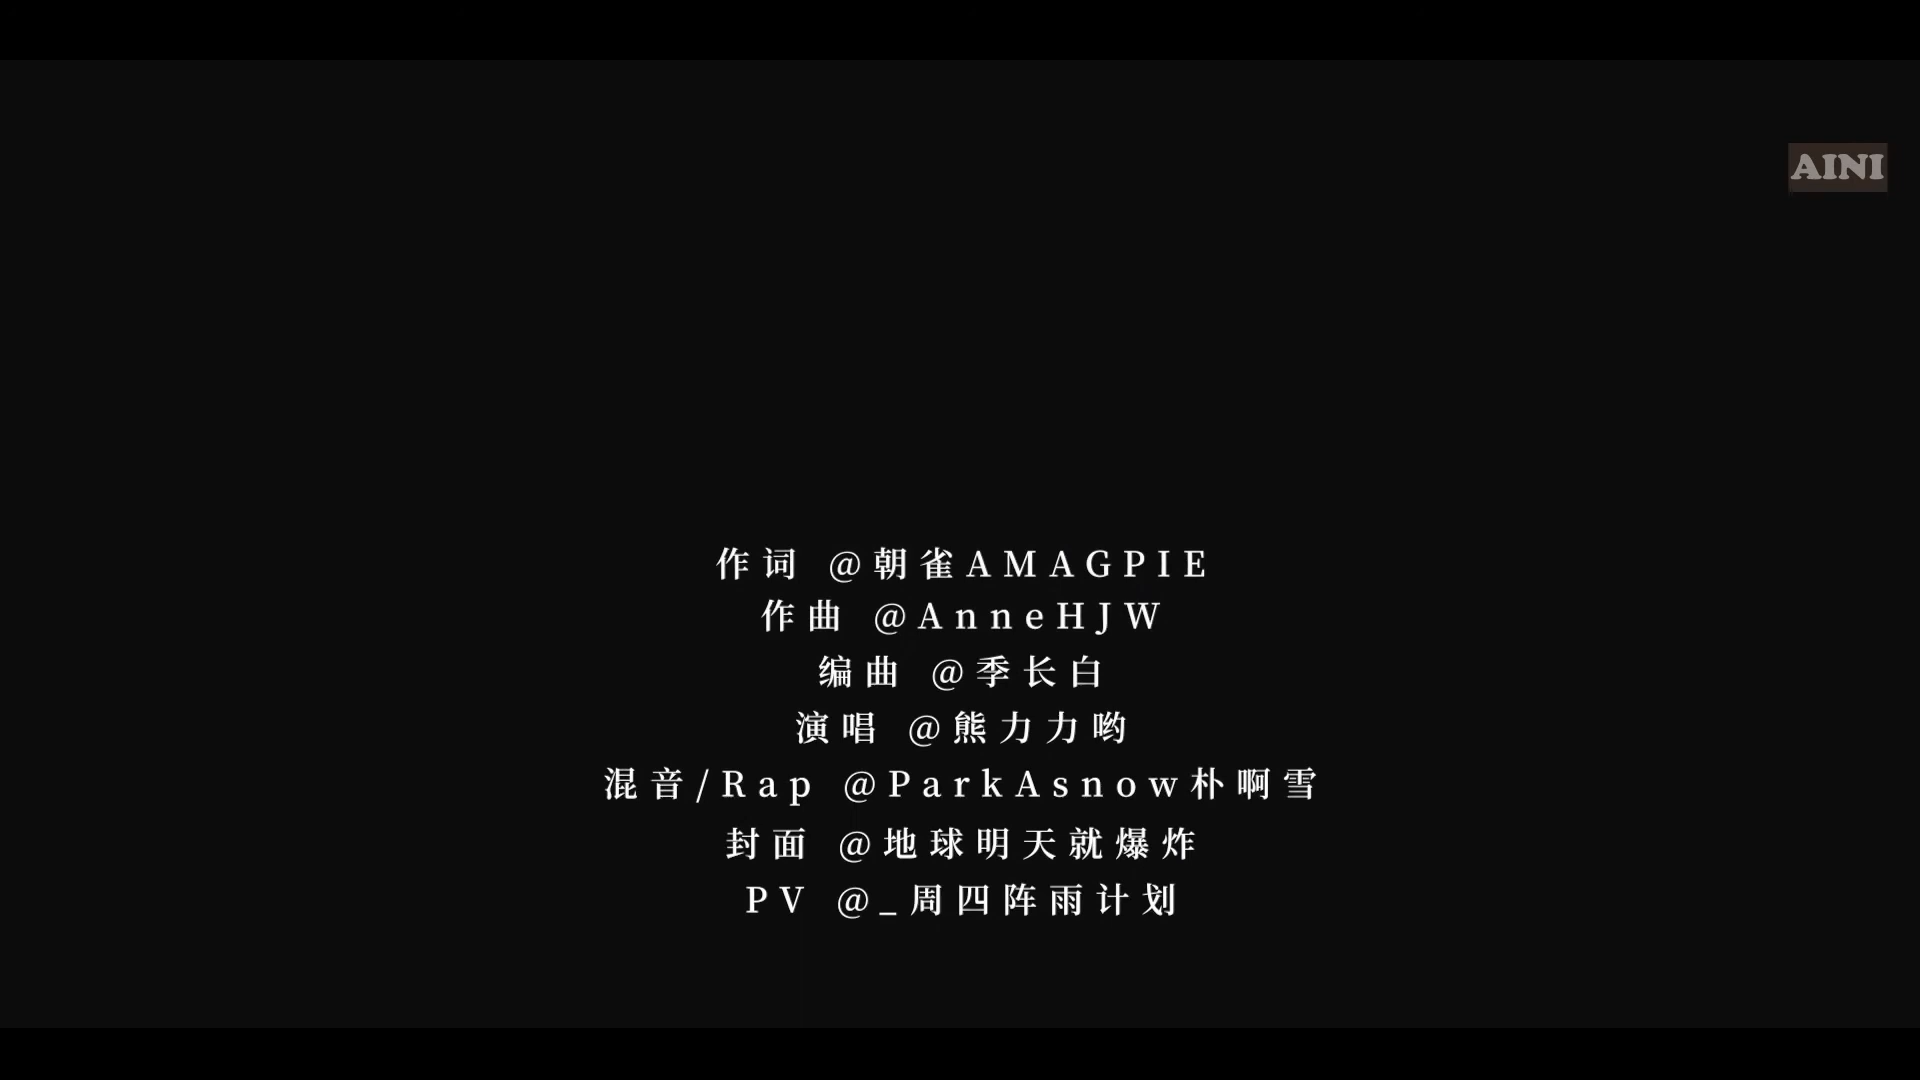 AINI
作词 @朝雀AMAGPIE
作曲 @AnneHJW
编曲 @季长白
演唱 @熊力力哟
混音/Rap @ParkAsnow朴啊雪
封面 @地球明天就爆炸
PV @_周四阵雨计划